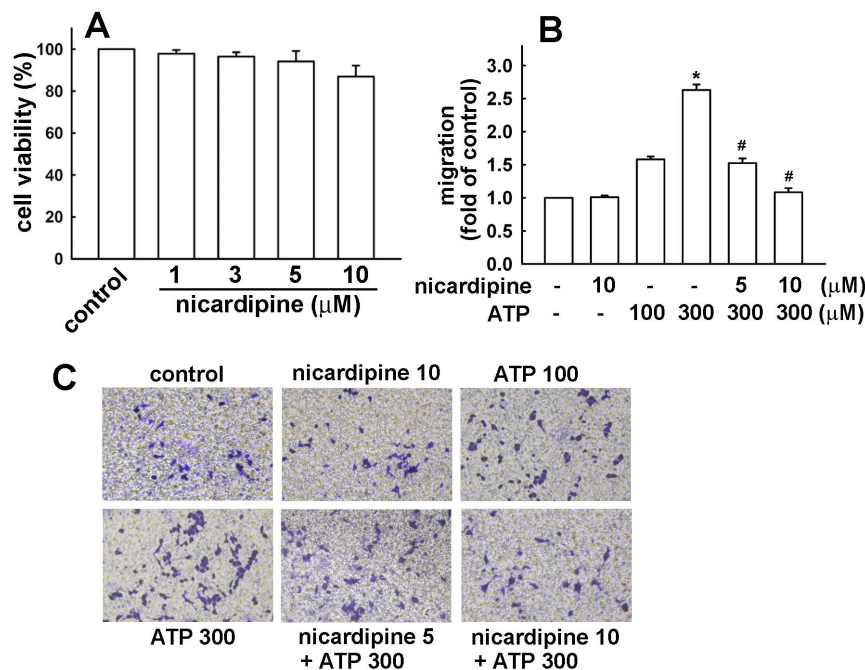 A
cell viability (%)
120
100
80
60
40
20
0
control
1 3 5 10
nicardipine (μM)
B
migration
(fold of control)
3.0
2.5
2.0
1.5
1.0
0.5
0.0
*
#
#
nicardipine - 10 - - 5 10 (μM)
ATP - - 100 300 300 300 (μM)
C
control nicardipine 10 ATP 100
ATP 300 nicardipine 5 nicardipine 10
+ ATP 300 + ATP 300